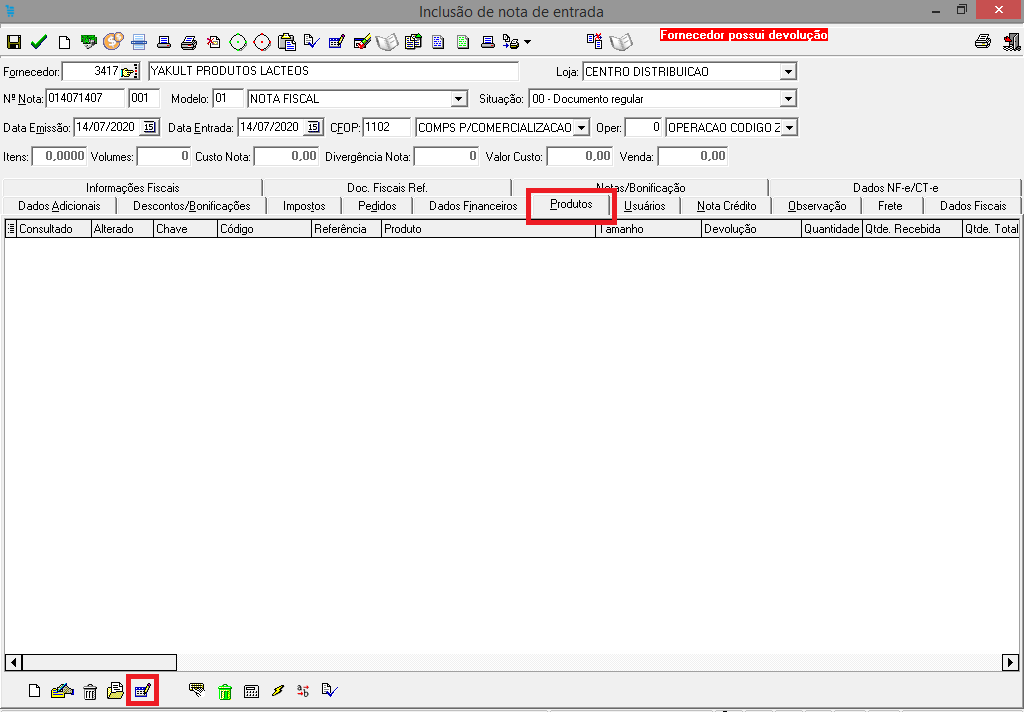 Inclusão de nota de entrada
Fornecedor possui devolução
Fornecedor: 3417 YAKULT PRODUTOS LACTEOS Loja: CENTRO DISTRIBUICAO
Nº Nota: 014071407 001 Modelo: 01 NOTA FISCAL Situação: 00 - Documento regular
Data Emissão: 14/07/2020 15 Data Entrada: 14/07/2020 15 CFOP: 1102 COMPS P/COMERCIALIZACAO Oper: 0 OPERACAO CODIGO Z
Itens: 0,0000 Volumes: 0 Custo Nota: 0,00 Divergência Nota: 0 Valor Custo: 0,00 Venda: 0,00
Informações Fiscais Doc. Fiscais Ref. Notas/Bonificação Dados NF-e/CT-e
Dados Adicionais Descontos/Bonificações Impostos Pedidos Dados Financeiros Produtos Usuários Nota Crédito Observação Frete Dados Fiscais
Consultado Alterado Chave Código Referência Produto Tamanho Devolução Quantidade Qtde. Recebida Qtde. Total